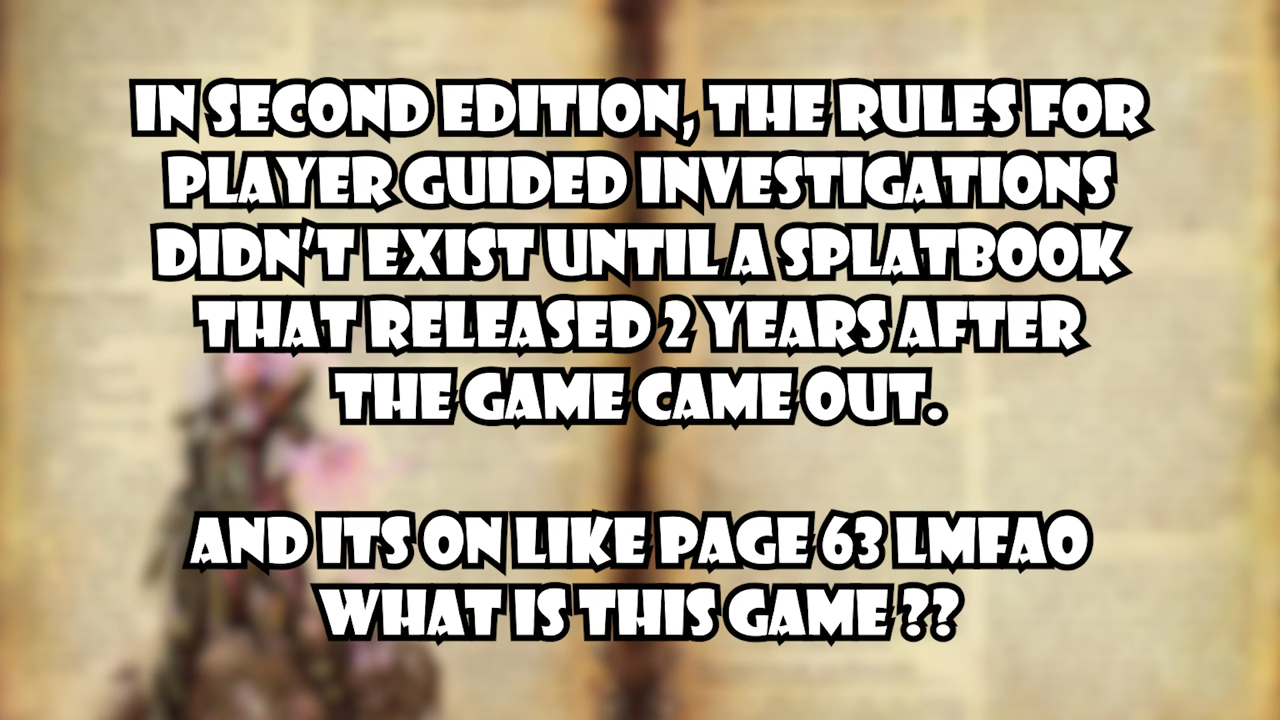 IN SECOND EDITION, THE RULES FOR
PLAYER GUIDED INVESTIGATIONS
DIDN'T EXIST UNTIL A SPLATBOOK
THAT RELEASED 2 YEARS AFTER
THE GAME CAME OUT.
AND ITS ON LIKE PAGE 63 LMFAO
WHAT IS THIS GAME ??